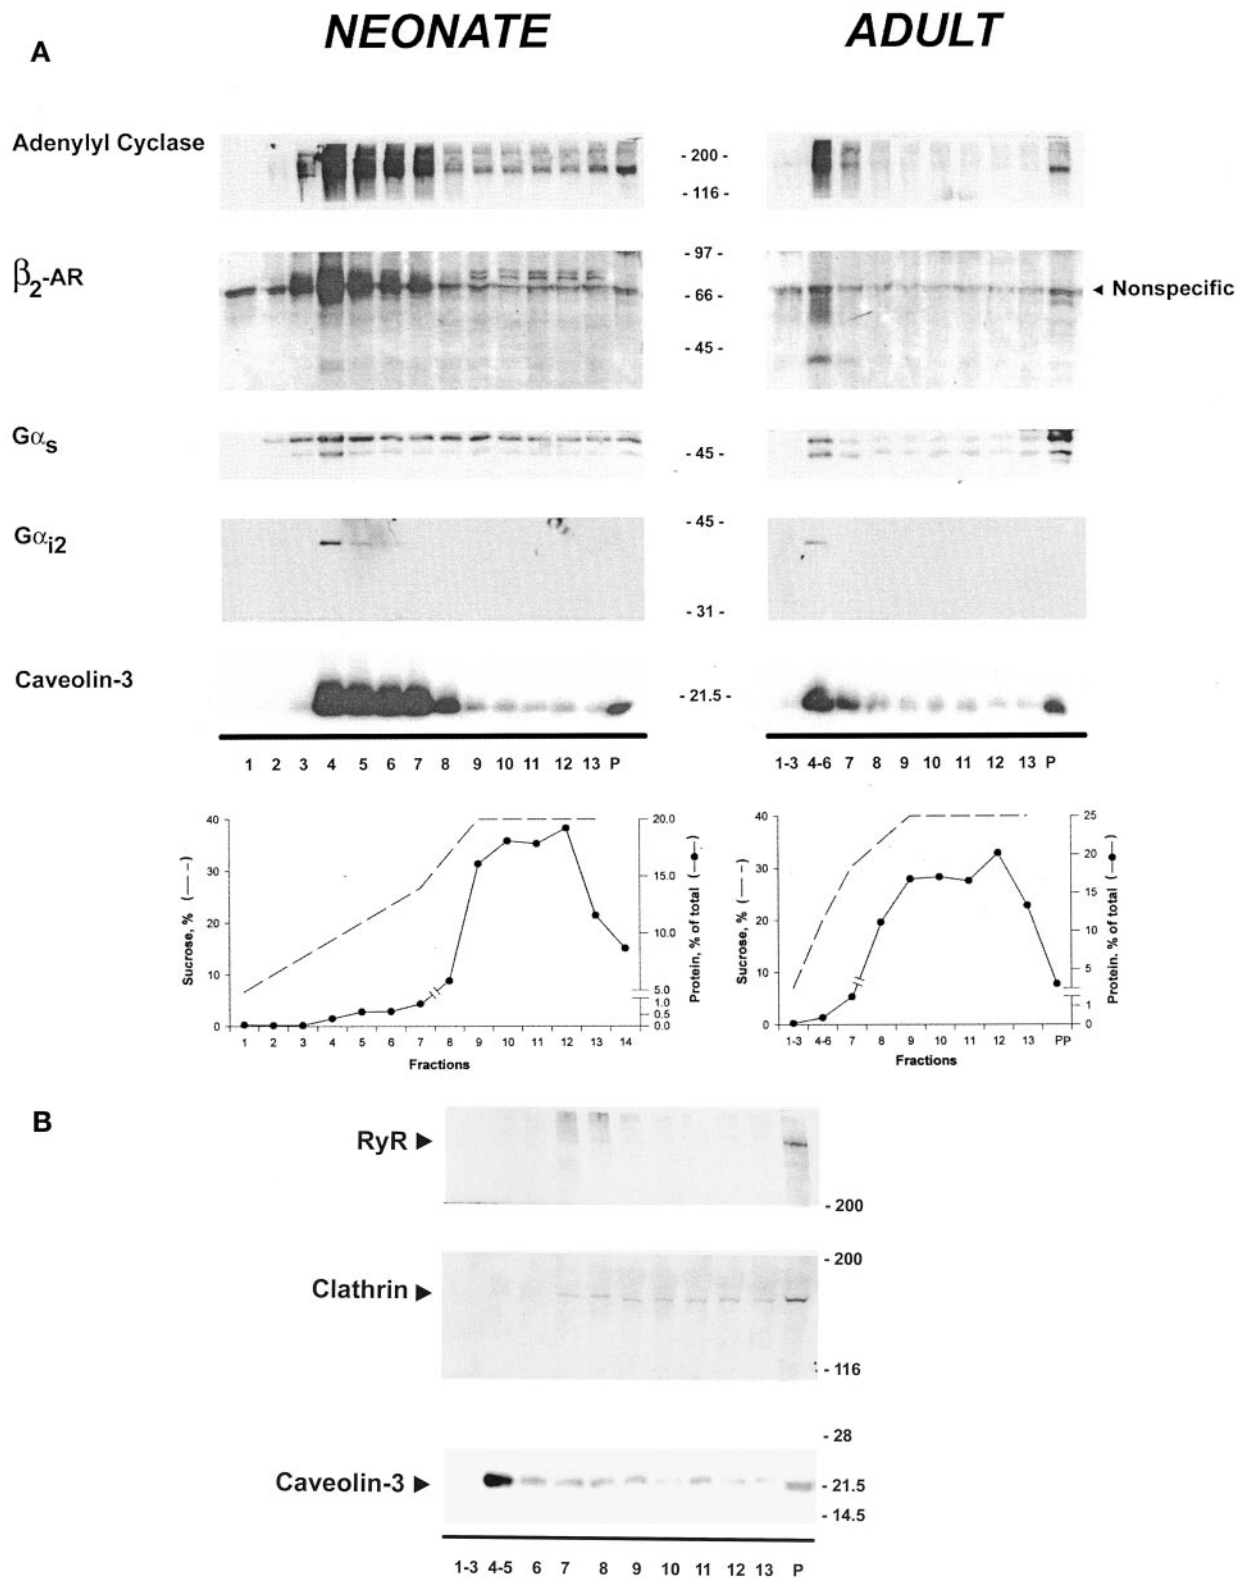 NEONATE ADULT
A
Adenylyl Cyclase
- 200 -
- 116 -
β2-AR
- 97 -
- 66 -
◄ Nonspecific
- 45 -
Gαs
- 45 -
Gαi2
- 45 -
- 31 -
Caveolin-3
- 21.5 -
1 2 3 4 5 6 7 8 9 10 11 12 13 P
1-3 4-6 7 8 9 10 11 12 13 P
Sucrose, % (— –)
40
30
20
10
0
20.0
15.0
10.0
5.0
1.0
0.5
0.0
Protein, % of total (—●—)
1 2 3 4 5 6 7 8 9 10 11 12 13 14
Fractions
Sucrose, % (— –)
40
30
20
10
0
25
20
15
10
5
1
0
Protein. % of total (—●—)
1-3 4-6 7 8 9 10 11 12 13 PP
Fractions
B
RyR ►
- 200
- 200
Clathrin ►
- 116
- 28
Caveolin-3 ►
- 21.5
- 14.5
1-3 4-5 6 7 8 9 10 11 12 13 P